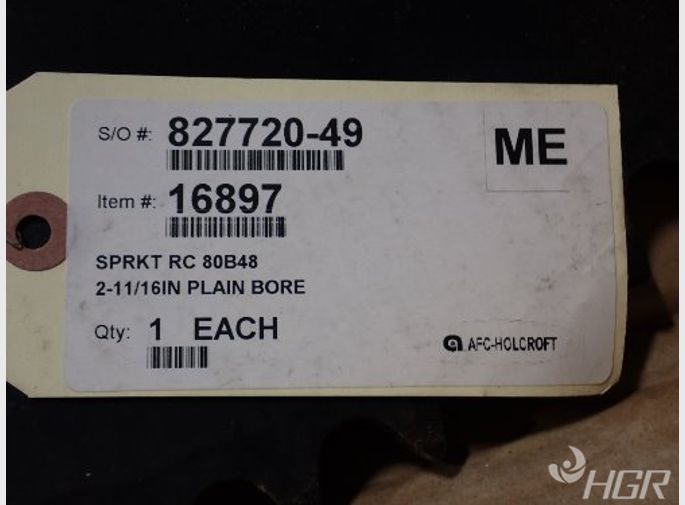 S/O #: 827720-49
ME
Item #: 16897
SPRKT RC 80B48
2-11/16IN PLAIN BORE
Qty: 1 EACH
AFC-HOLCROFT
HGR